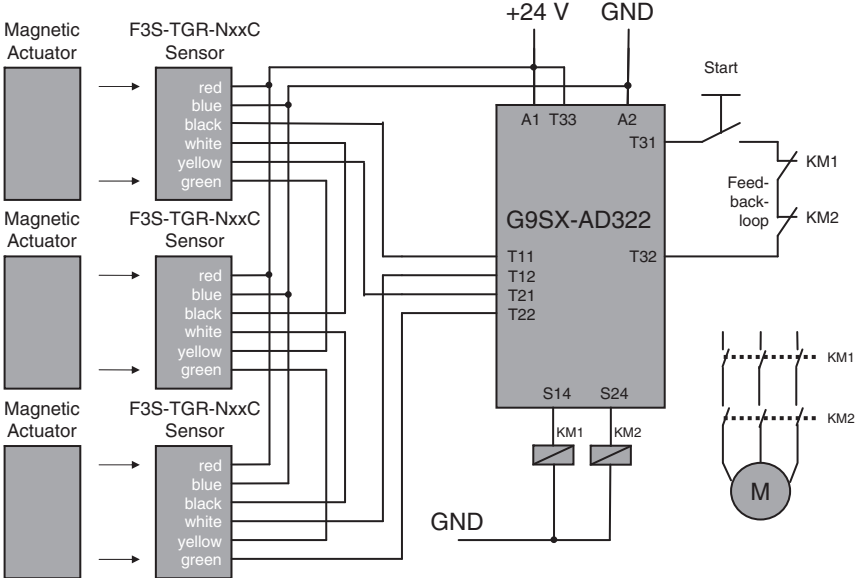 +24 V
GND
Magnetic
Actuator
F3S-TGR-NxxC
Sensor
red
blue
black
white
yellow
green
Magnetic
Actuator
F3S-TGR-NxxC
Sensor
red
blue
black
white
yellow
green
Magnetic
Actuator
F3S-TGR-NxxC
Sensor
red
blue
black
white
yellow
green
A1
T33
A2
T31
G9SX-AD322
T11
T12
T21
T22
T32
S14
S24
KM1
KM2
GND
Start
KM1
Feed-
back-
loop
KM2
KM1
KM2
M